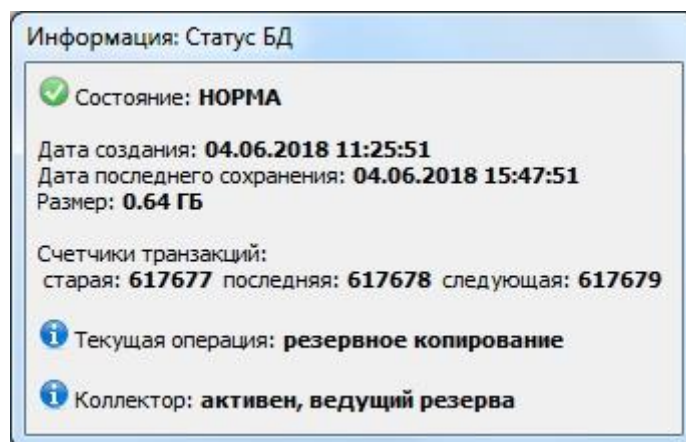 Информация: Статус БД
Состояние: НОРМА
Дата создания: 04.06.2018 11:25:51
Дата последнего сохранения: 04.06.2018 15:47:51
Размер: 0.64 ГБ
Счетчики транзакций:
старая: 617677 последняя: 617678 следующая: 617679
Текущая операция: резервное копирование
Коллектор: активен, ведущий резерва